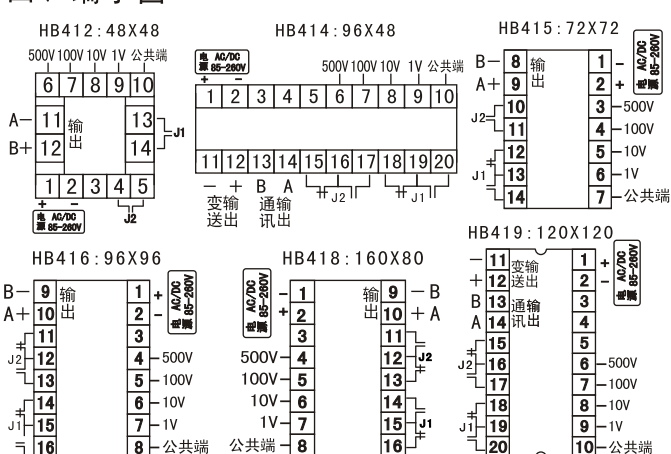 HB412:48X48
500V 100V 10V 1V 公共端
6 7 8 9 10
A— 11 输出 13
B+ 12 14 J1
1 2 3 4 5
+ —
电源 AC/DC 85-260V
J2
HB414:96X48
电源 AC/DC 85-260V
+ —
500V 100V 10V 1V 公共端
1 2 3 4 5 6 7 8 9 10
11 12 13 14 15 16 17 18 19 20
— + B A J2 J1
变输 通输
送出 讯出
HB415:72X72
电源 AC/DC 85-260V
B— 8 输出 1 —
A+ 9 2 +
10 3 500V
J2 11 4 100V
12 5 10V
J1 13 6 1V
14 7 公共端
HB416:96X96
电源 AC/DC 85-260V
B— 9 输出 1 +
A+ 10 2 —
11 3
J2 12 4 500V
13 5 100V
14 6 10V
J1 15 7 1V
16 8 公共端
HB418:160X80
电源 AC/DC 85-260V
— 1 输出 9 — B
+ 2 10 + A
3 11
500V 4 12 J2
100V 5 13
10V 6 14
1V 7 15 J1
公共端 8 16
HB419:120X120
电源 AC/DC 85-260V
— 11 变输 1 +
+ 12 送出 2 —
B 13 通输 3
A 14 讯出 4
15 5
J2 16 6 500V
17 7 100V
18 8 10V
J1 19 9 1V
20 10 公共端